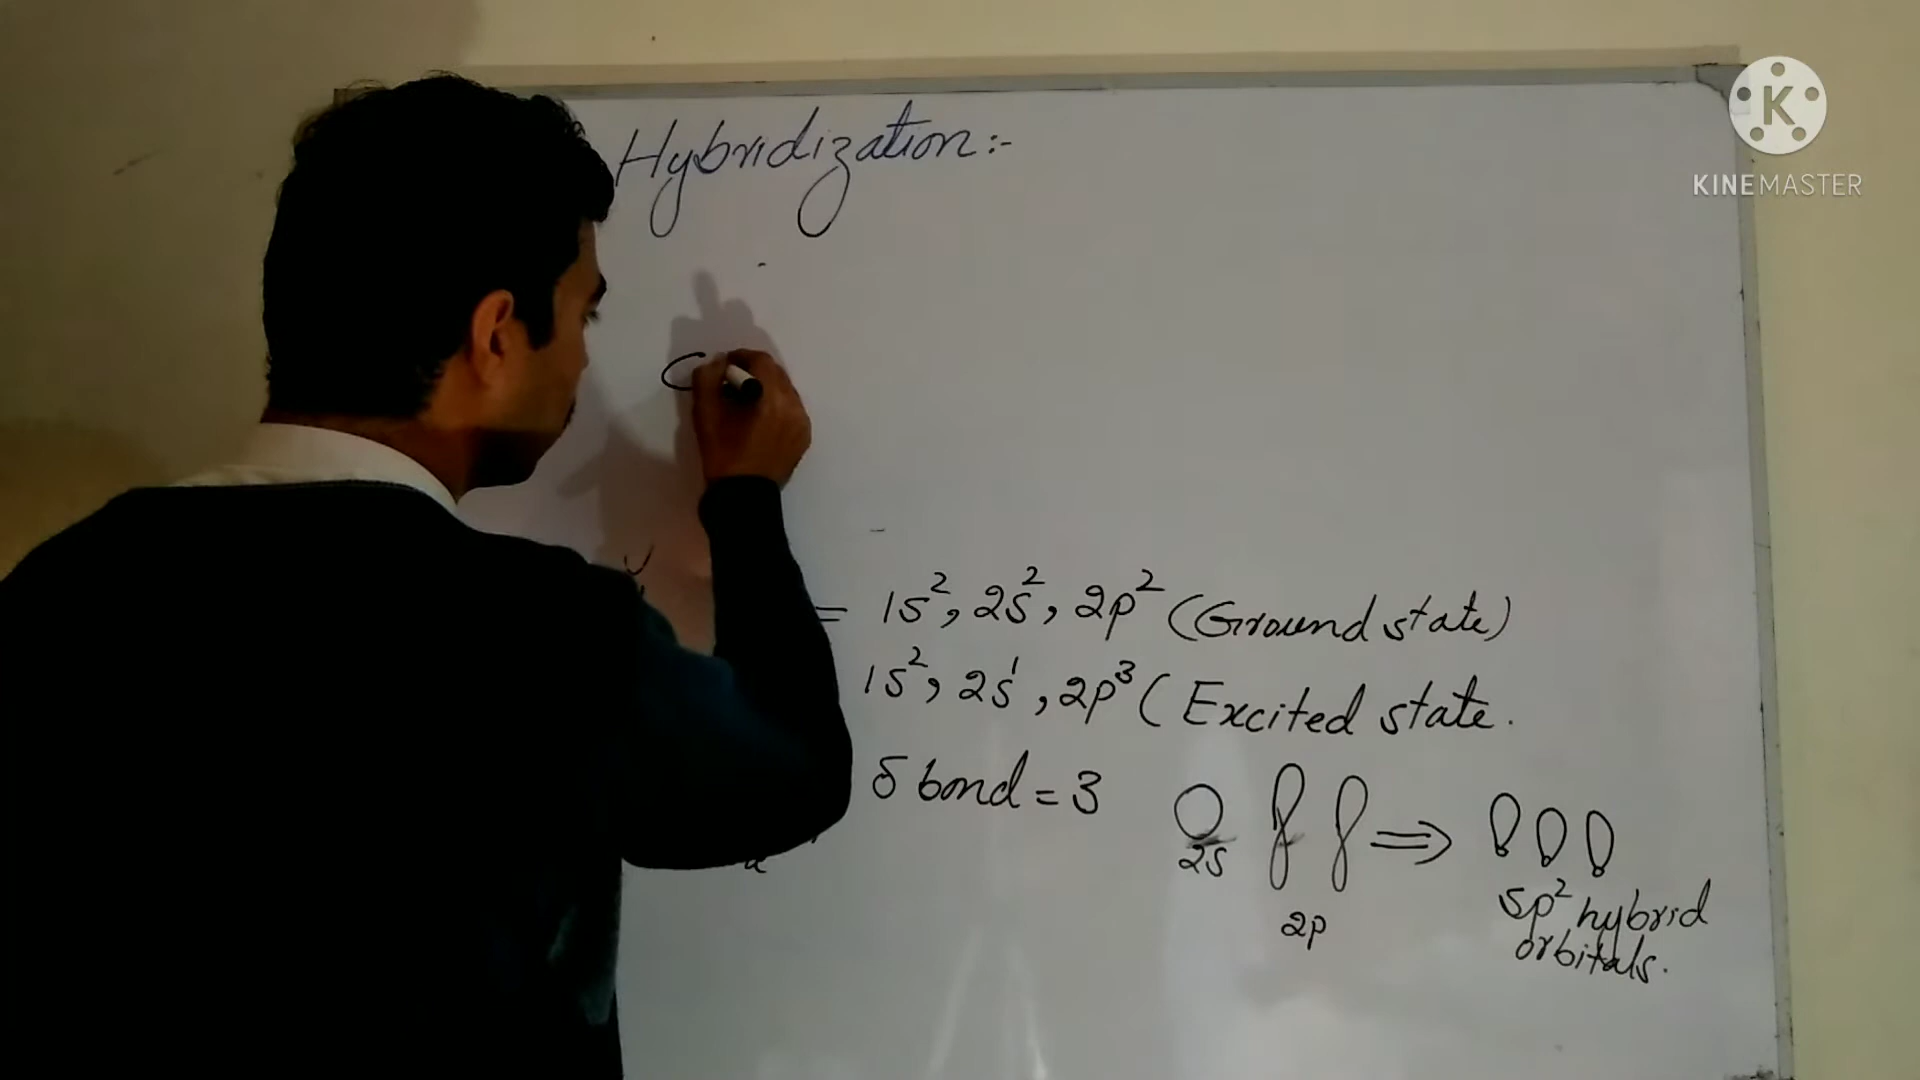 Hybridization:-
K
KINEMASTER
C
= 1s², 2s², 2p² (Ground state)
1s², 2s¹, 2p³ ( Excited state.
δ bond = 3
2s
⇒
2p
sp² hybrid
orbitals.